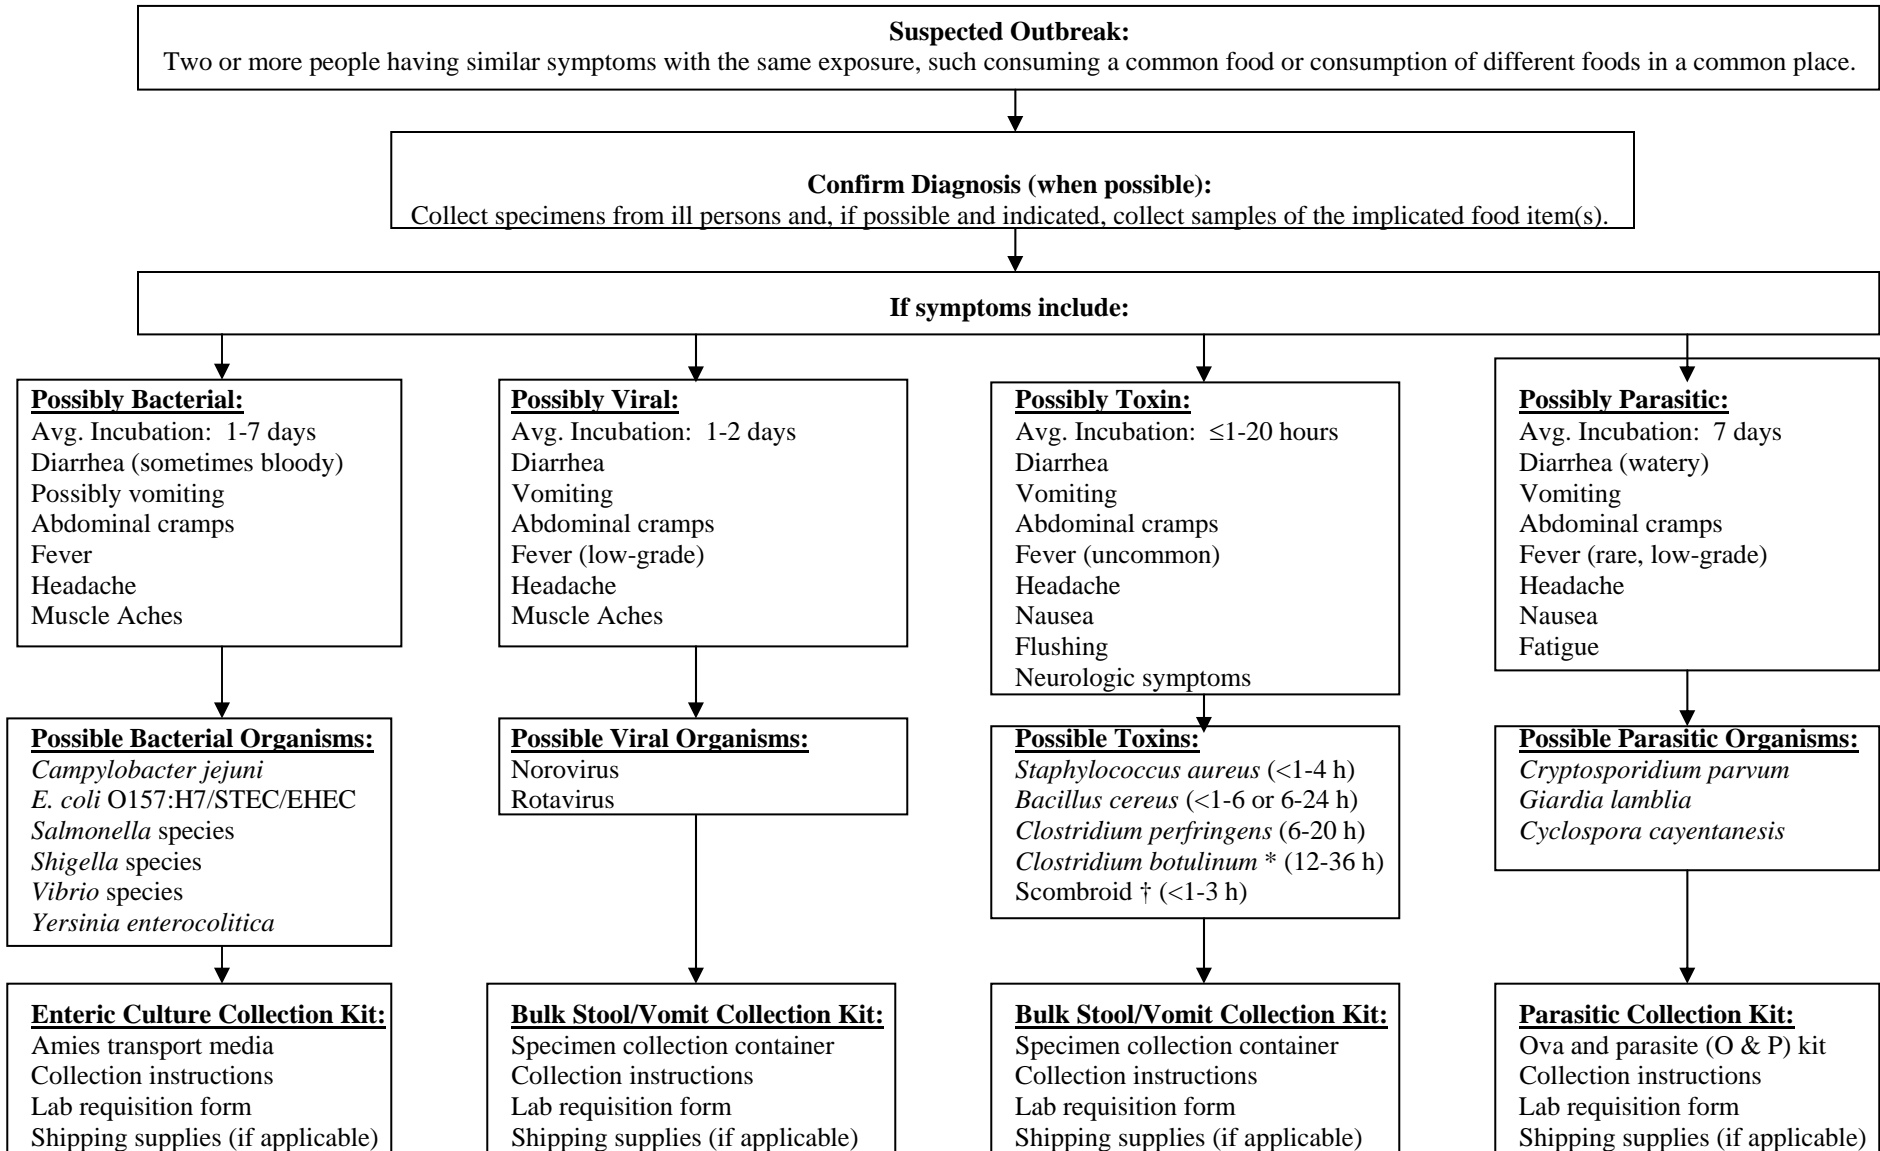 Suspected Outbreak:
Two or more people having similar symptoms with the same exposure, such consuming a common food or consumption of different foods in a common place.
Confirm Diagnosis (when possible):
Collect specimens from ill persons and, if possible and indicated, collect samples of the implicated food item(s).
If symptoms include:
Possibly Bacterial:
Avg. Incubation:  1-7 days
Diarrhea (sometimes bloody)
Possibly vomiting
Abdominal cramps
Fever
Headache
Muscle Aches
Possibly Viral:
Avg. Incubation:  1-2 days
Diarrhea
Vomiting
Abdominal cramps
Fever (low-grade)
Headache
Muscle Aches
Possibly Toxin:
Avg. Incubation:  ≤1-20 hours
Diarrhea
Vomiting
Abdominal cramps
Fever (uncommon)
Headache
Nausea
Flushing
Neurologic symptoms
Possibly Parasitic:
Avg. Incubation:  7 days
Diarrhea (watery)
Vomiting
Abdominal cramps
Fever (rare, low-grade)
Headache
Nausea
Fatigue
Possible Bacterial Organisms:
Campylobacter jejuni
E. coli O157:H7/STEC/EHEC
Salmonella species
Shigella species
Vibrio species
Yersinia enterocolitica
Possible Viral Organisms:
Norovirus
Rotavirus
Possible Toxins:
Staphylococcus aureus (<1-4 h)
Bacillus cereus (<1-6 or 6-24 h)
Clostridium perfringens (6-20 h)
Clostridium botulinum * (12-36 h)
Scombroid † (<1-3 h)
Possible Parasitic Organisms:
Cryptosporidium parvum
Giardia lamblia
Cyclospora cayentanesis
Enteric Culture Collection Kit:
Amies transport media
Collection instructions
Lab requisition form
Shipping supplies (if applicable)
Bulk Stool/Vomit Collection Kit:
Specimen collection container
Collection instructions
Lab requisition form
Shipping supplies (if applicable)
Bulk Stool/Vomit Collection Kit:
Specimen collection container
Collection instructions
Lab requisition form
Shipping supplies (if applicable)
Parasitic Collection Kit:
Ova and parasite (O & P) kit
Collection instructions
Lab requisition form
Shipping supplies (if applicable)